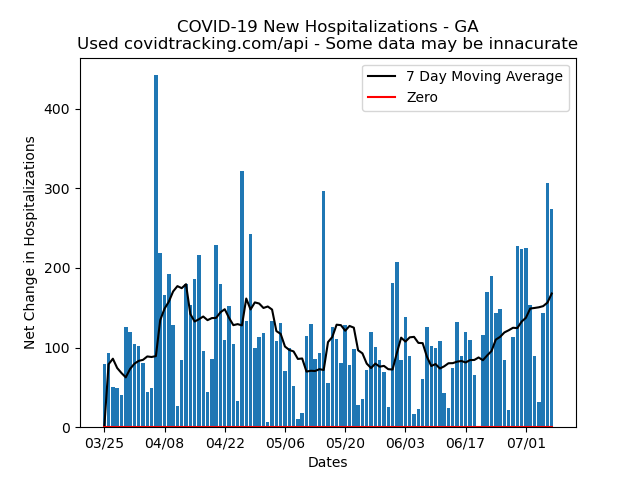 COVID-19 New Hospitalizations - GA
Used covidtracking.com/api - Some data may be innacurate
7 Day Moving Average
Zero
Net Change in Hospitalizations
400
300
200
100
0
03/25 04/08 04/22 05/06 05/20 06/03 06/17 07/01
Dates